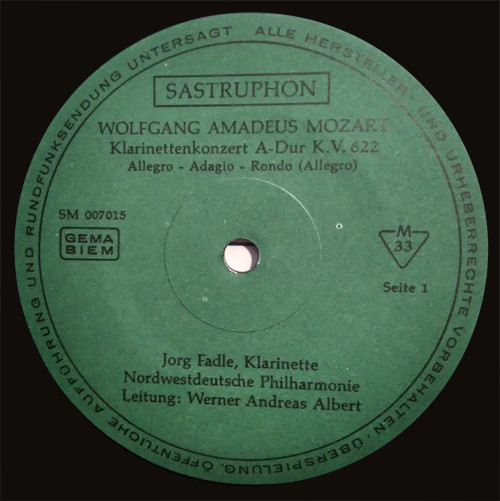 SASTRUPHON
WOLFGANG AMADEUS MOZART
Klarinettenkonzert A-Dur K.V. 622
Allegro - Adagio - Rondo (Allegro)
SM 007015
GEMA
BIEM
M
33
Seite 1
Jorg Fadle, Klarinette
Nordwestdeutsche Philharmonie
Leitung: Werner Andreas Albert
ALLE HERSTELLER- UND URHEBERRECHTE VORBEHALTEN · ÜBERSPIELUNG, ÖFFENTLICHE AUFFÜHRUNG UND RUNDFUNKSENDUNG UNTERSAGT